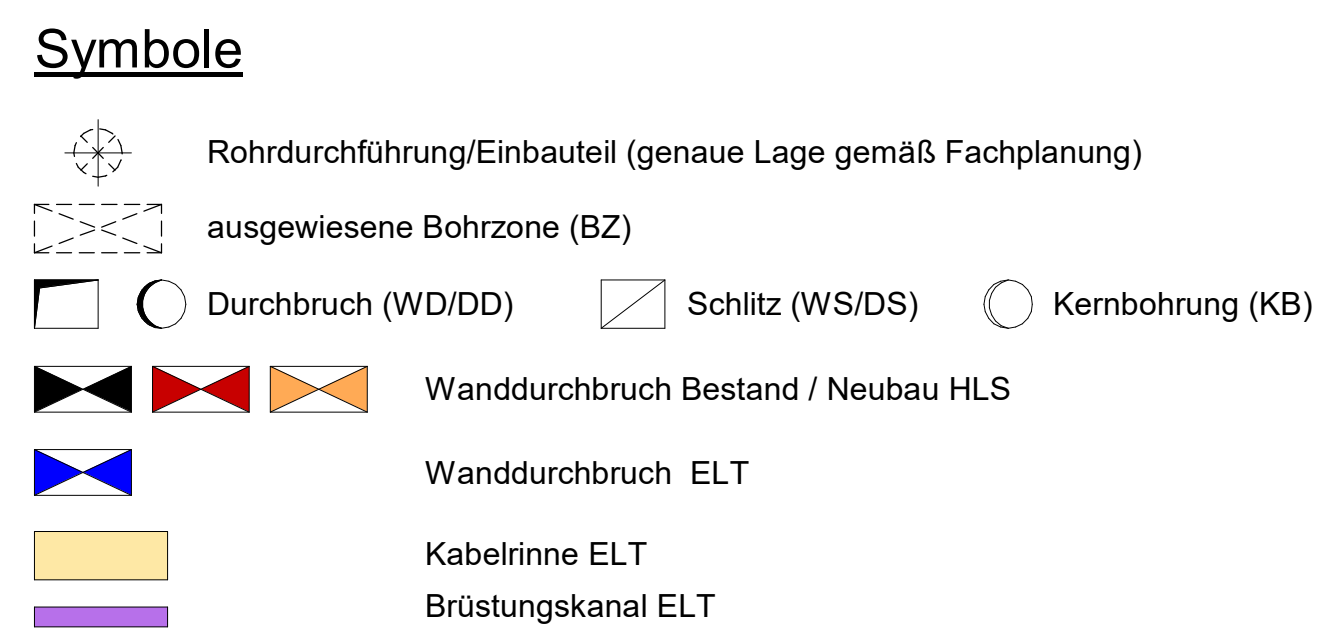 Symbole
Rohrdurchführung/Einbauteil (genaue Lage gemäß Fachplanung)
ausgewiesene Bohrzone (BZ)
Durchbruch (WD/DD) Schlitz (WS/DS) Kernbohrung (KB)
Wanddurchbruch Bestand / Neubau HLS
Wanddurchbruch ELT
Kabelrinne ELT
Brüstungskanal ELT